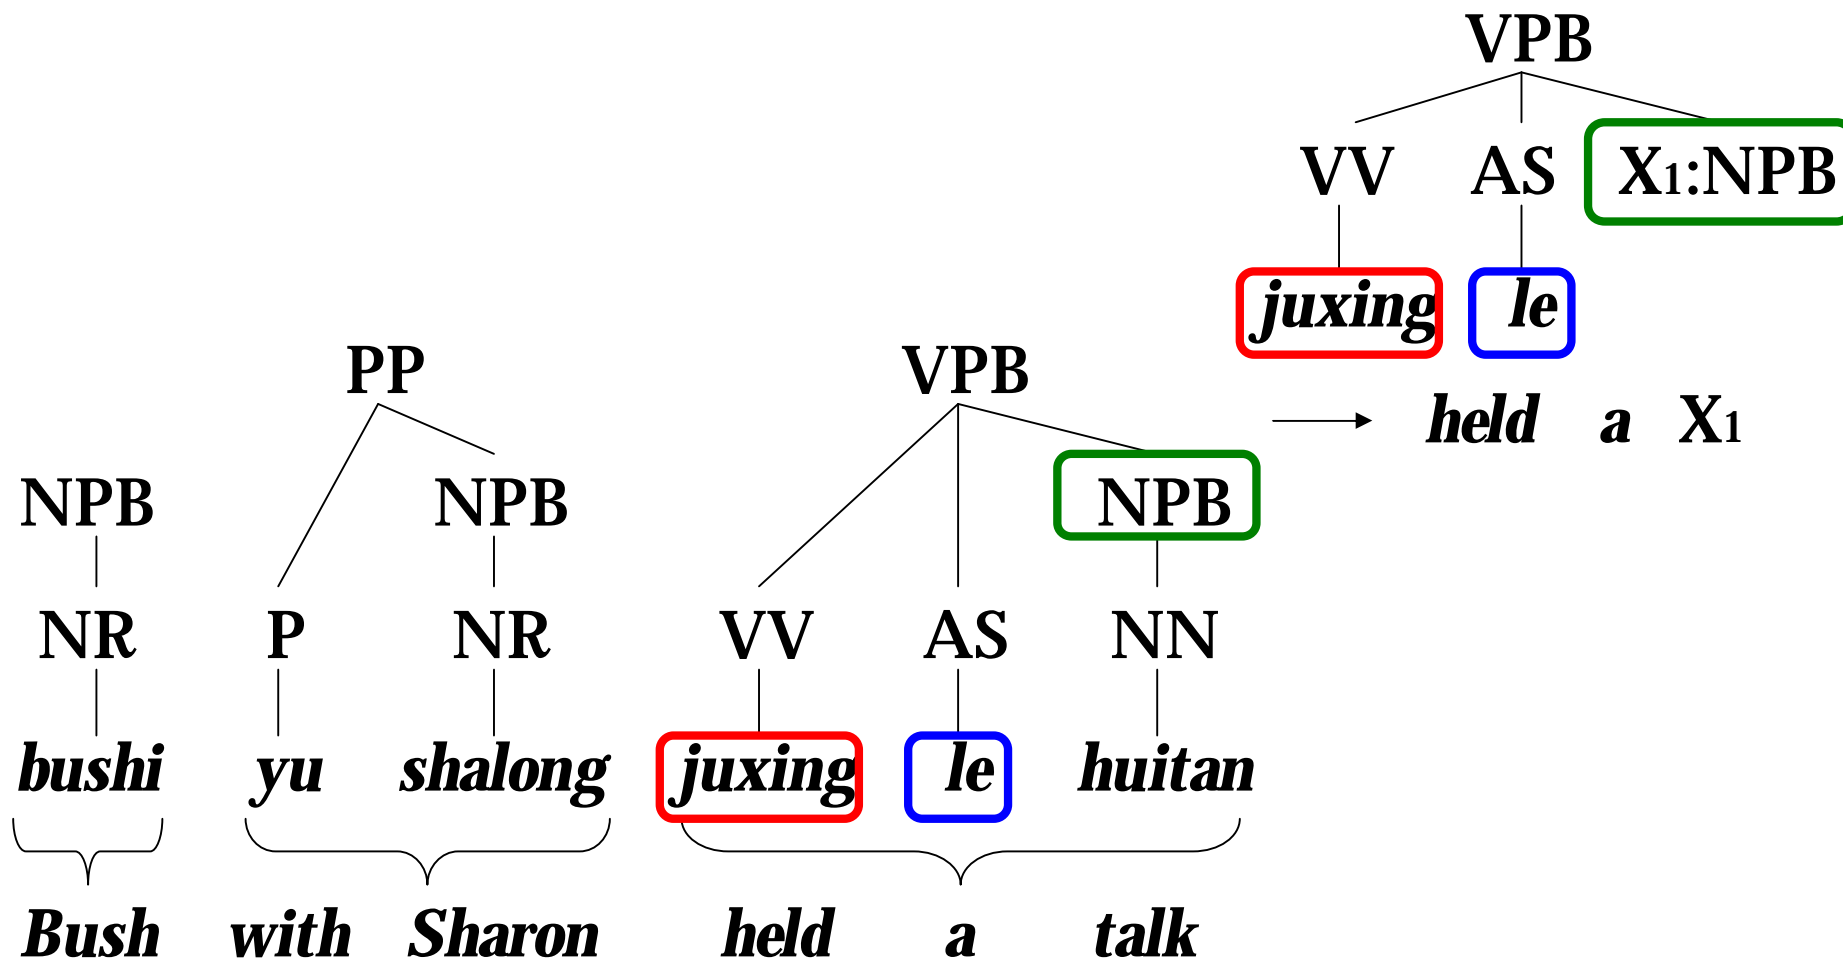 VPB
VV AS X1:NPB
juxing le
PP VPB
held a X1
NPB NPB NPB
NR P NR VV AS NN
bushi yu shalong juxing le huitan
Bush with Sharon held a talk